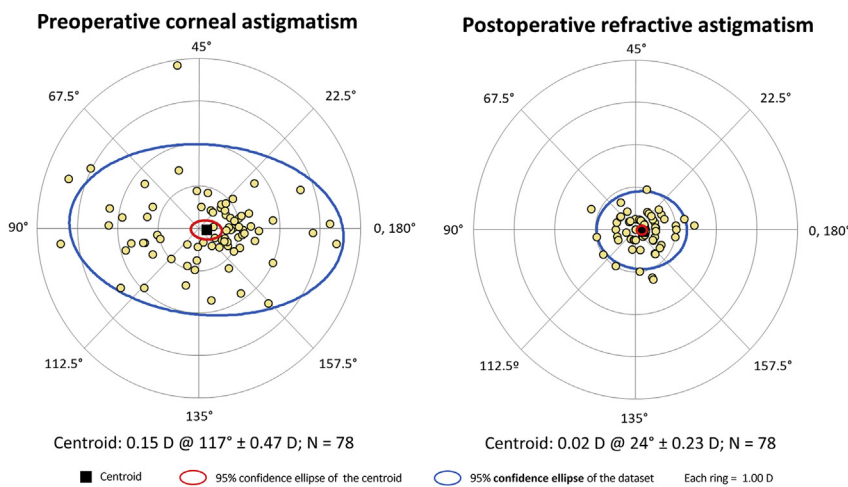 Preoperative corneal astigmatism
45°
67.5°
22.5°
90°
0, 180°
112.5°
157.5°
135°
Centroid: 0.15 D @ 117° ± 0.47 D; N = 78
Postoperative refractive astigmatism
45°
67.5°
22.5°
90°
0, 180°
112.5º
157.5°
135°
Centroid: 0.02 D @ 24° ± 0.23 D; N = 78
Centroid
95% confidence ellipse of the centroid
95% confidence ellipse of the dataset
Each ring = 1.00 D